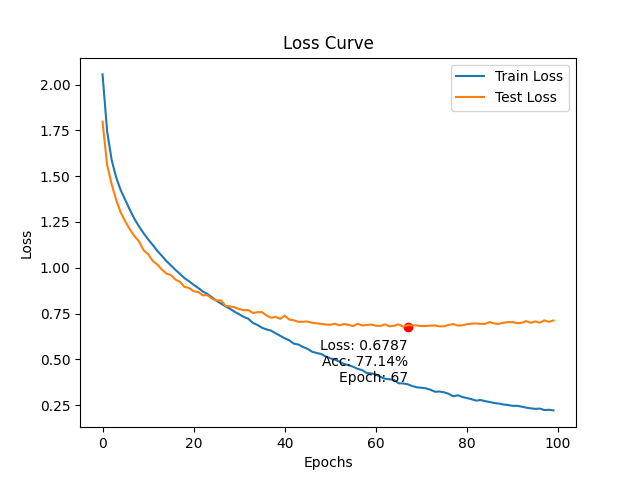 Loss Curve
Train Loss
Test Loss
Loss
2.00
1.75
1.50
1.25
1.00
0.75
0.50
0.25
Loss: 0.6787
Acc: 77.14%
Epoch: 67
0
20
40
60
80
100
Epochs